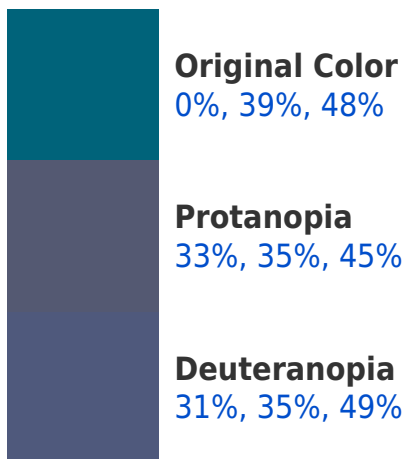 Original Color
0%, 39%, 48%
Protanopia
33%, 35%, 45%
Deuteranopia
31%, 35%, 49%